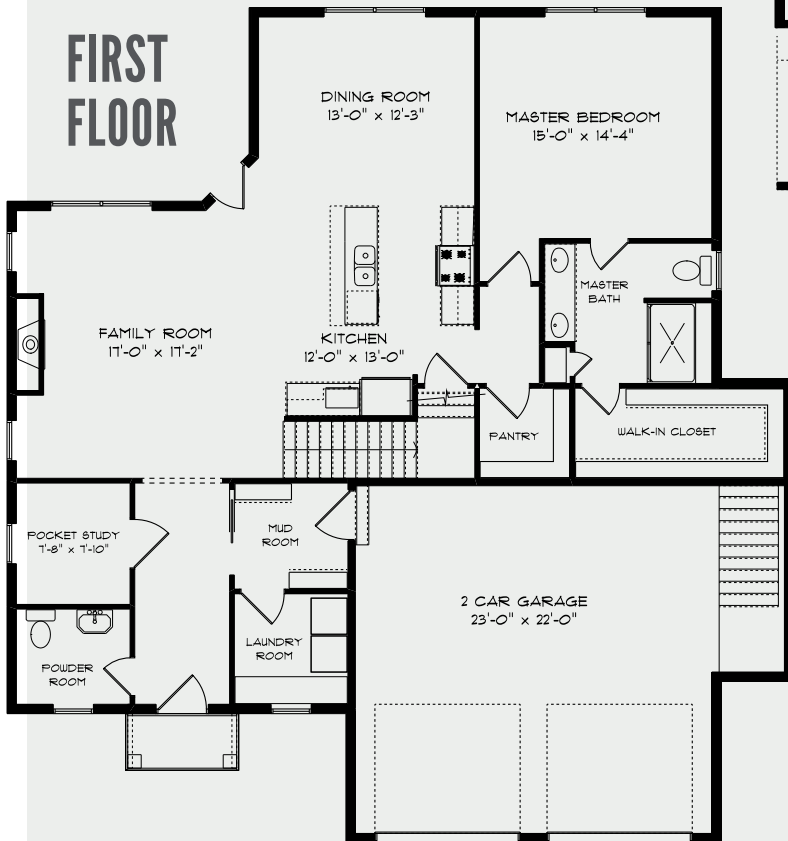 FIRST
FLOOR
DINING ROOM
13'-0" x 12'-3"
MASTER BEDROOM
15'-0" x 14'-4"
MASTER
BATH
FAMILY ROOM
17'-0" x 17'-2"
KITCHEN
12'-0" x 13'-0"
PANTRY
WALK-IN CLOSET
POCKET STUDY
7'-8" x 7'-10"
MUD
ROOM
2 CAR GARAGE
23'-0" x 22'-0"
LAUNDRY
ROOM
POWDER
ROOM